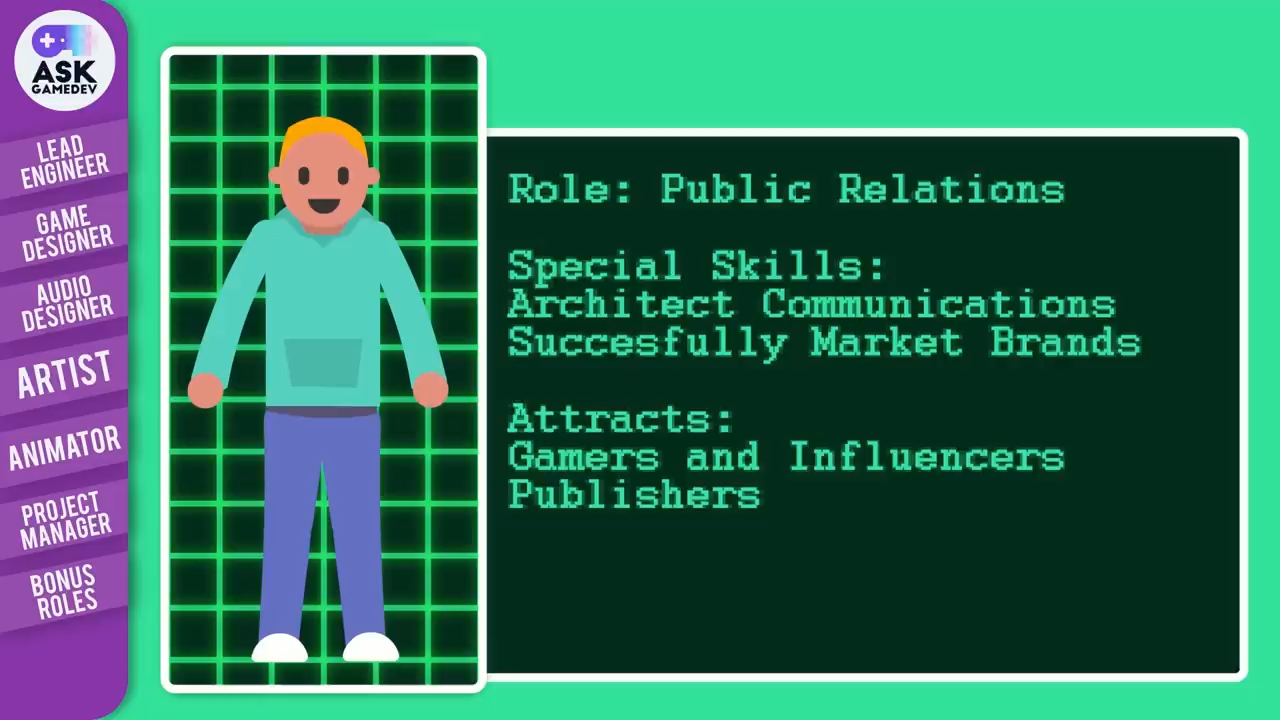 ASK
GAMEDEV
LEAD
ENGINEER
GAME
DESIGNER
AUDIO
DESIGNER
ARTIST
ANIMATOR
PROJECT
MANAGER
BONUS
ROLES
Role: Public Relations
Special Skills:
Architect Communications
Succesfully Market Brands
Attracts:
Gamers and Influencers
Publishers